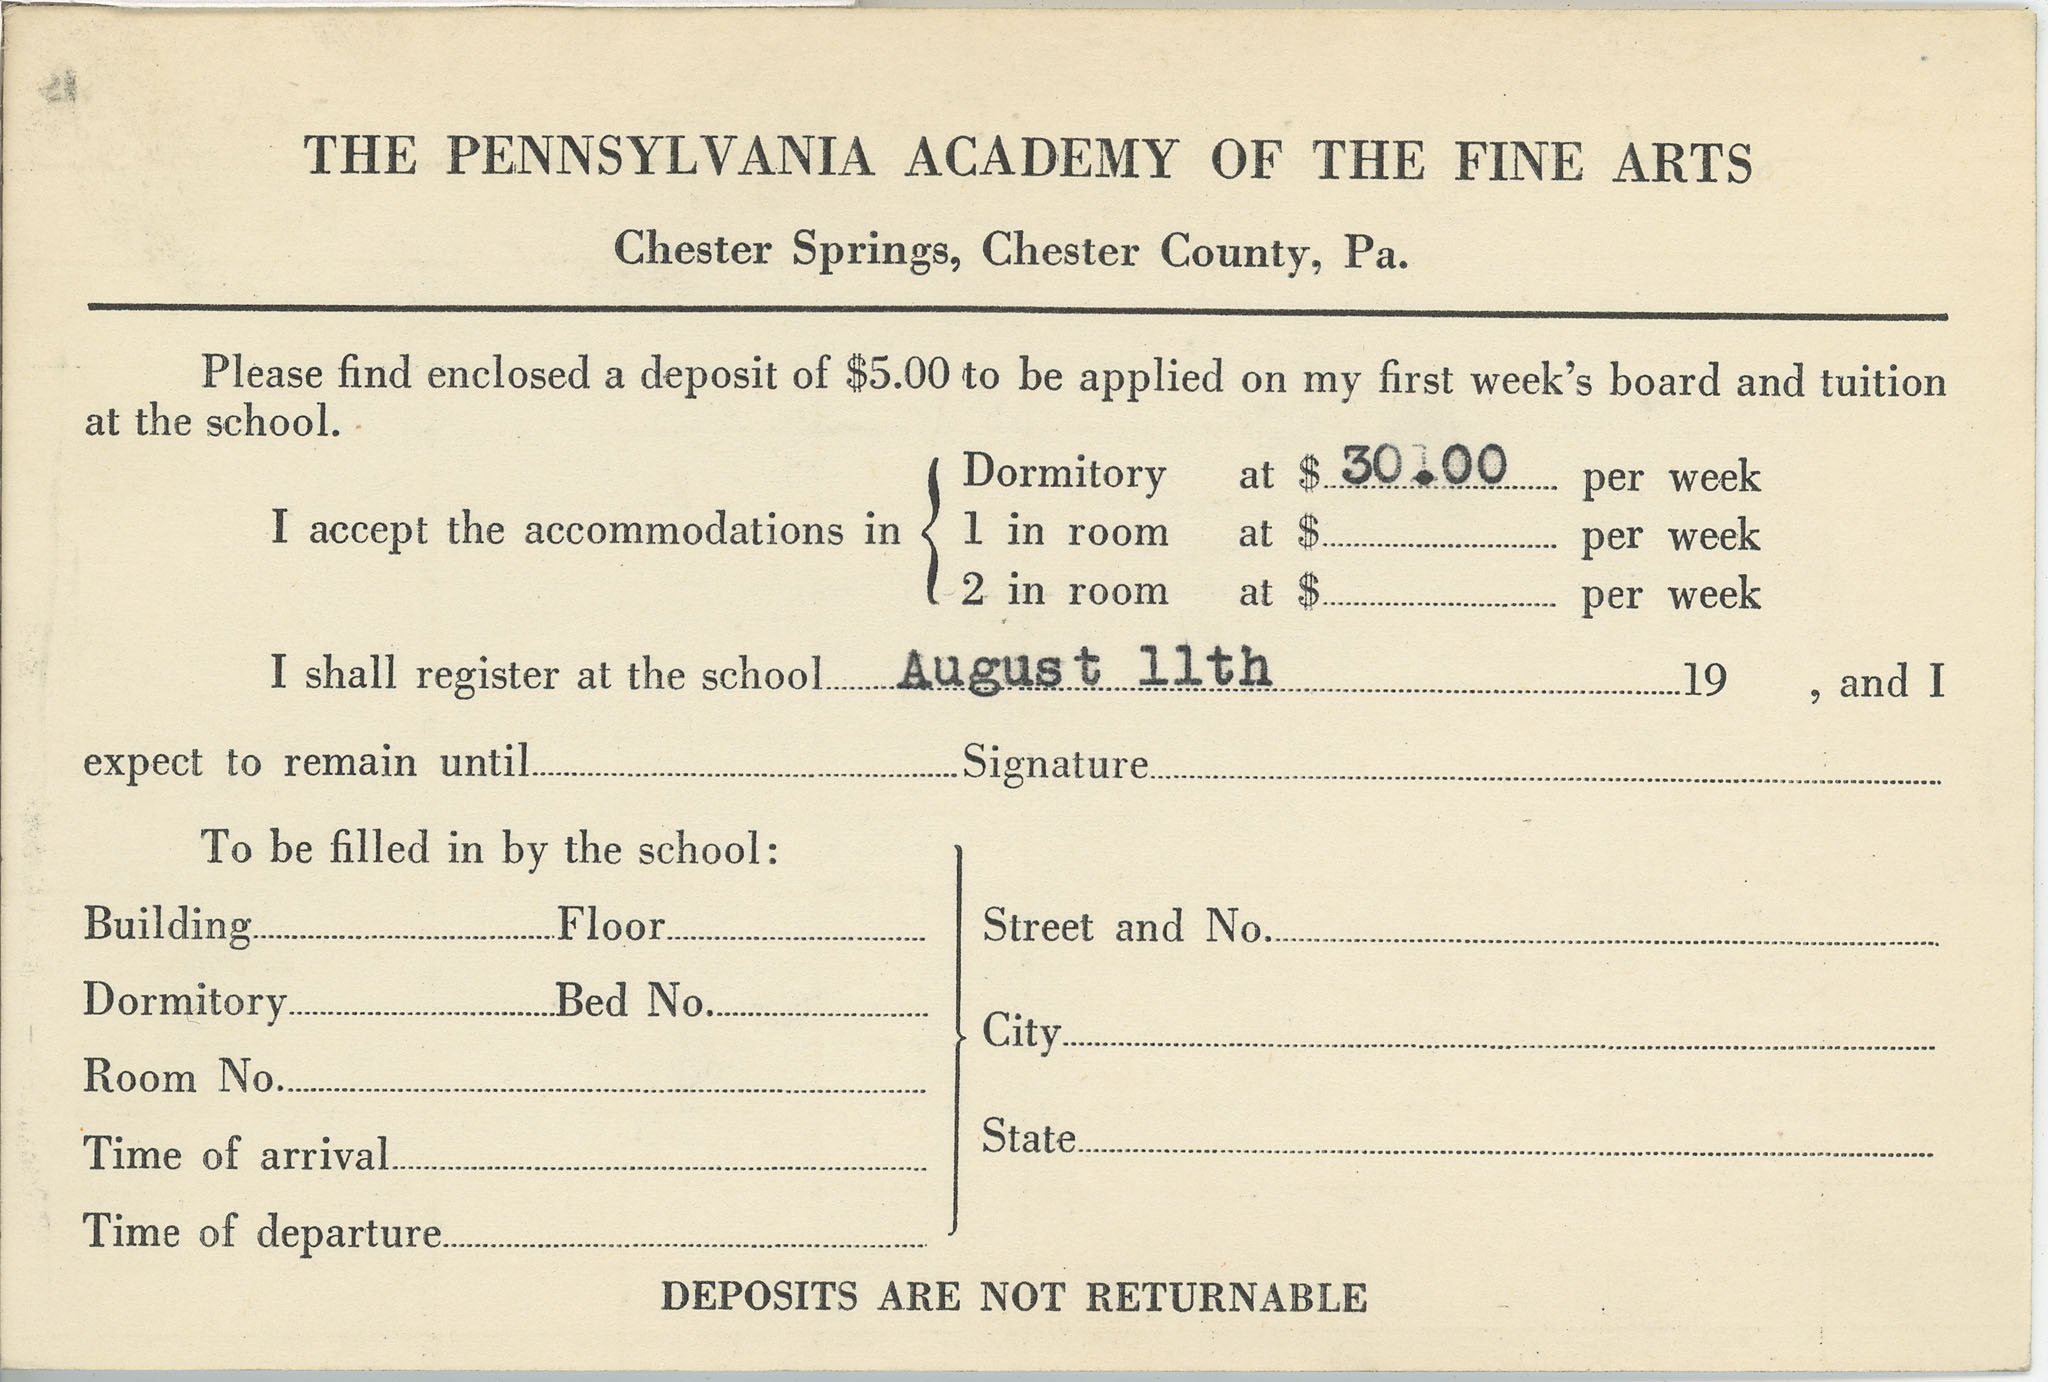 THE PENNSYLVANIA ACADEMY OF THE FINE ARTS
Chester Springs, Chester County, Pa.
Please find enclosed a deposit of $5.00 to be applied on my first week's board and tuition
at the school.
Dormitory at $ 30.00 per week
I accept the accommodations in 1 in room at $ per week
2 in room at $ per week
I shall register at the school August 11th 19 , and I
expect to remain until Signature
To be filled in by the school:
Building Floor
Dormitory Bed No.
Room No.
Time of arrival
Time of departure
Street and No.
City
State
DEPOSITS ARE NOT RETURNABLE